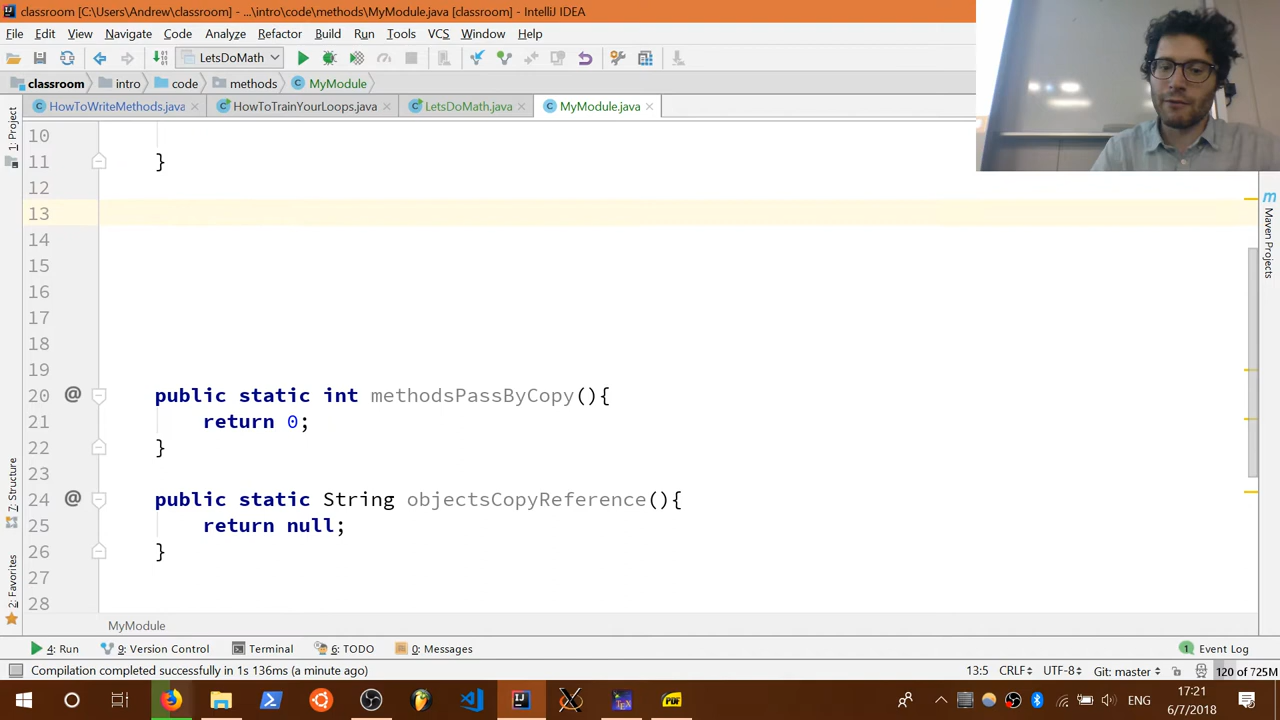 classroom [C:\Users\Andrew\classroom] - ...\intro\code\methods\MyModule.java [classroom] - IntelliJ IDEA
File Edit View Navigate Code Analyze Refactor Build Run Tools VCS Window Help
LetsDoMath
classroom intro code methods MyModule.java
HowToWriteMethods.java HowToTrainYourLoops.java LetsDoMath.java MyModule.java
1: Project
10
11 }
12
13
14
15
16
17
18
19
20 @ public static int methodsPassByCopy(){
21 return 0;
22 }
23
24 @ public static String objectsCopyReference(){
25 return null;
26 }
27
28
m Maven Projects
7: Structure
2: Favorites
MyModule
4: Run 9: Version Control Terminal 6: TODO 0: Messages 1 Event Log
Compilation completed successfully in 1s 136ms (a minute ago) 13:5 CRLF UTF-8 Git: master 120 of 725M
ENG 17:21
6/7/2018